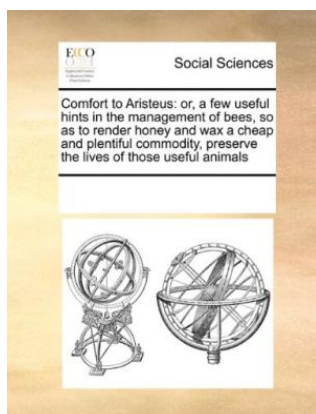 ECCO
Social Sciences
Comfort to Aristeus: or, a few useful
hints in the management of bees, so
as to render honey and wax a cheap
and plentiful commodity, preserve
the lives of those useful animals